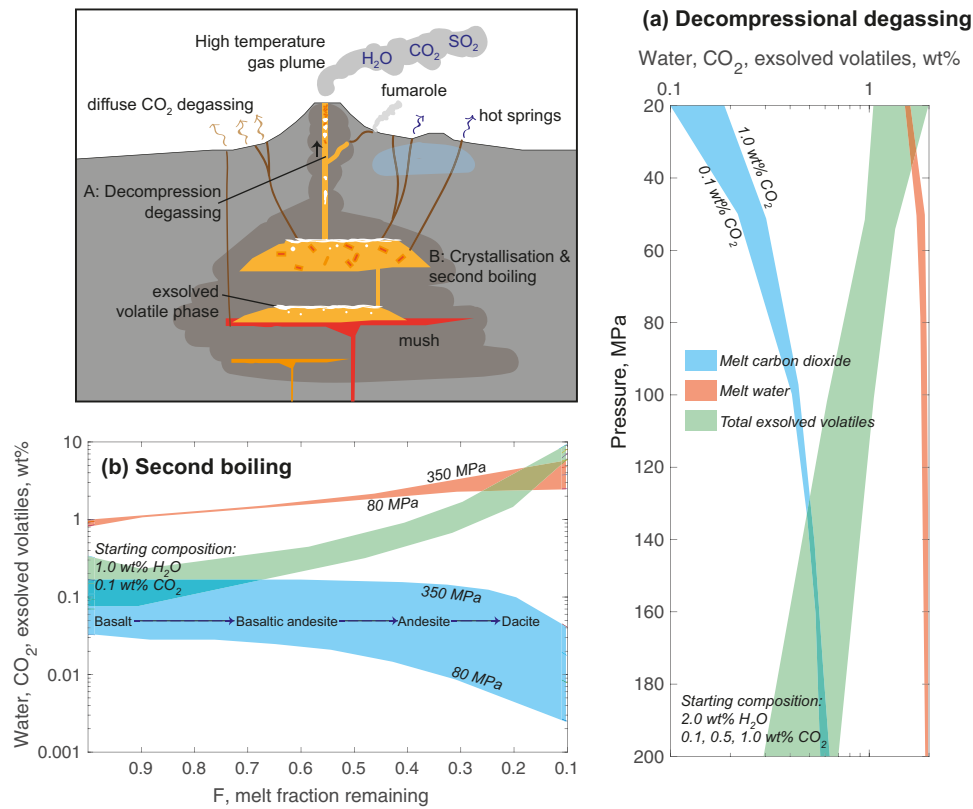 High temperature
gas plume
H2O
CO2
SO2
fumarole
diffuse CO2 degassing
hot springs
A: Decompression
degassing
B: Crystallisation &
second boiling
exsolved
volatile phase
mush
(a) Decompressional degassing
Water, CO2, exsolved volatiles, wt%
0.1 1
20
40
60
80
100
120
140
160
180
200
Pressure, MPa
1.0 wt% CO2
0.1 wt% CO2
Melt carbon dioxide
Melt water
Total exsolved volatiles
Starting composition:
2.0 wt% H2O
0.1, 0.5, 1.0 wt% CO2
(b) Second boiling
Water, CO2, exsolved volatiles, wt%
10
1
0.1
0.01
0.001
350 MPa
80 MPa
Starting composition:
1.0 wt% H2O
0.1 wt% CO2
350 MPa
Basalt Basaltic andesite Andesite Dacite
80 MPa
0.9 0.8 0.7 0.6 0.5 0.4 0.3 0.2 0.1
F, melt fraction remaining